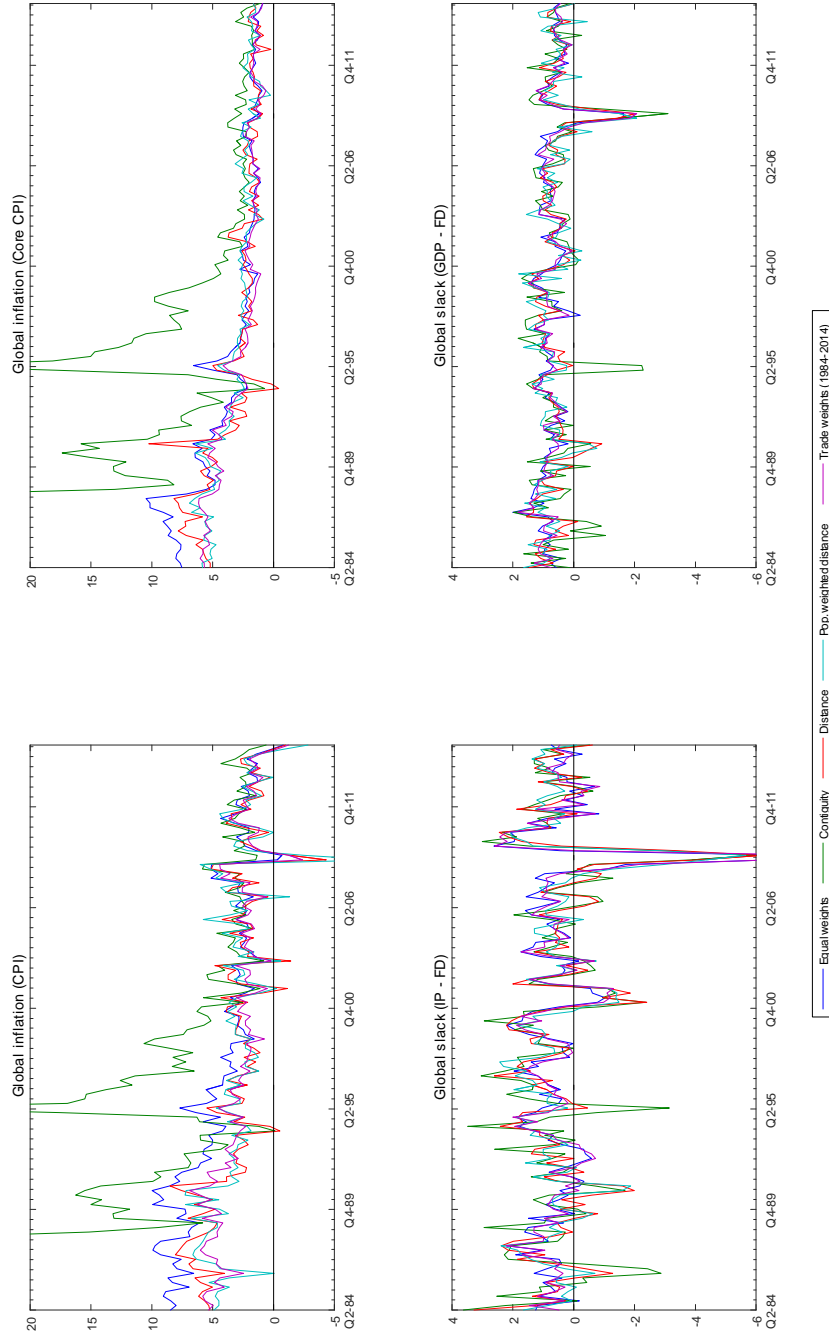 Global inflation (CPI)
20
15
10
5
0
-5
Q2-84
Q4-89
Q2-95
Q4-00
Q2-06
Q4-11
Global inflation (Core CPI)
20
15
10
5
0
-5
Q2-84
Q4-89
Q2-95
Q4-00
Q2-06
Q4-11
Global slack (IP - FD)
4
2
0
-2
-4
-6
Q2-84
Q4-89
Q2-95
Q4-00
Q2-06
Q4-11
Global slack (GDP - FD)
4
2
0
-2
-4
-6
Q2-84
Q4-89
Q2-95
Q4-00
Q2-06
Q4-11
Equal weights Contiguity Distance Pop. weighted distance Trade weights (1984-2014)